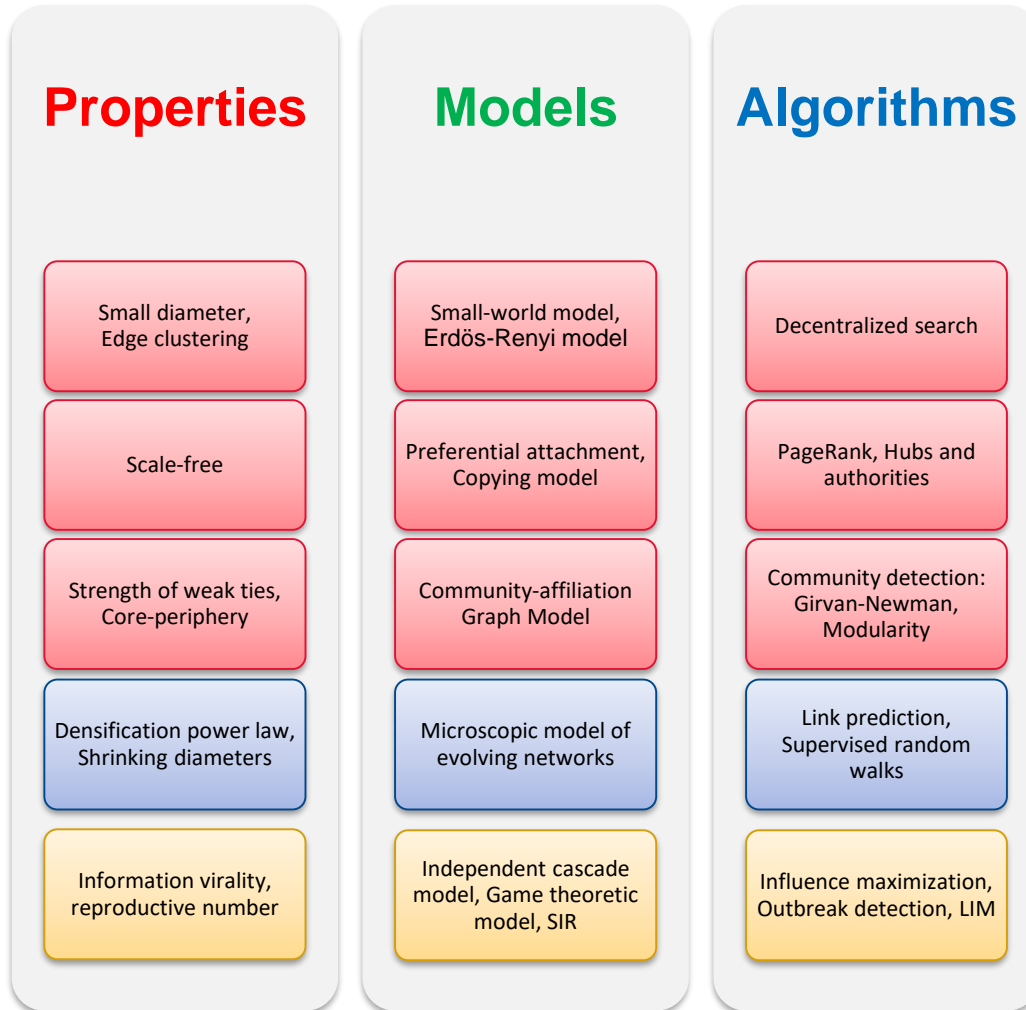 Properties
Small diameter,
Edge clustering
Scale-free
Strength of weak ties,
Core-periphery
Densification power law,
Shrinking diameters
Information virality,
reproductive number
Models
Small-world model,
Erdös-Renyi model
Preferential attachment,
Copying model
Community-affiliation
Graph Model
Microscopic model of
evolving networks
Independent cascade
model, Game theoretic
model, SIR
Algorithms
Decentralized search
PageRank, Hubs and
authorities
Community detection:
Girvan-Newman,
Modularity
Link prediction,
Supervised random
walks
Influence maximization,
Outbreak detection, LIM